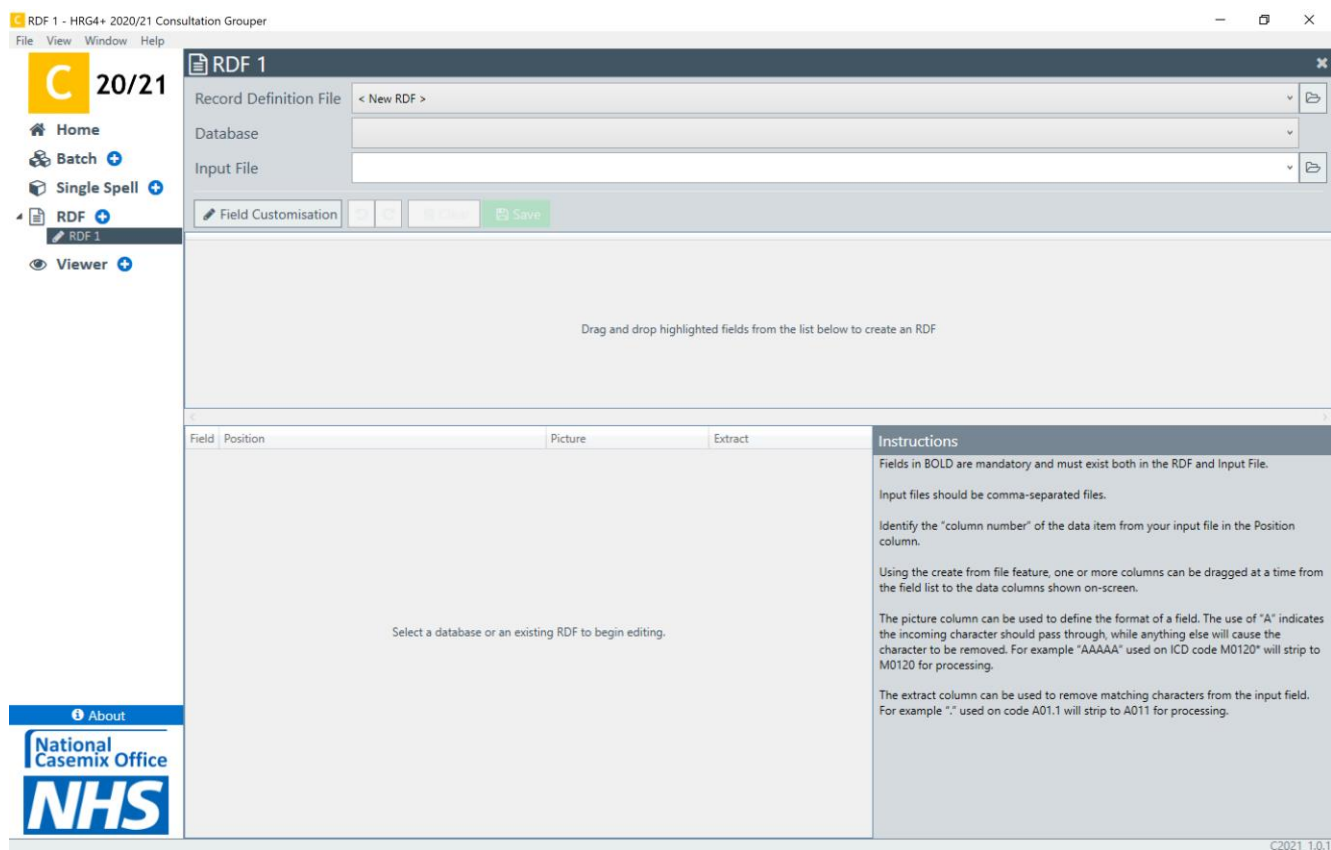 C RDF 1 - HRG4+ 2020/21 Consultation Grouper
File View Window Help
C 20/21
Home
Batch
Single Spell
RDF
RDF 1
Viewer
RDF 1
Record Definition File < New RDF >
Database
Input File
Field Customisation Clear Save
Drag and drop highlighted fields from the list below to create an RDF
Field Position Picture Extract
Select a database or an existing RDF to begin editing.
Instructions
Fields in BOLD are mandatory and must exist both in the RDF and Input File.
Input files should be comma-separated files.
Identify the "column number" of the data item from your input file in the Position
column.
Using the create from file feature, one or more columns can be dragged at a time from
the field list to the data columns shown on-screen.
The picture column can be used to define the format of a field. The use of "A" indicates
the incoming character should pass through, while anything else will cause the
character to be removed. For example "AAAAA" used on ICD code M0120* will strip to
M0120 for processing.
The extract column can be used to remove matching characters from the input field.
For example "." used on code A01.1 will strip to A011 for processing.
About
National
Casemix Office
NHS
C2021 1.0.1